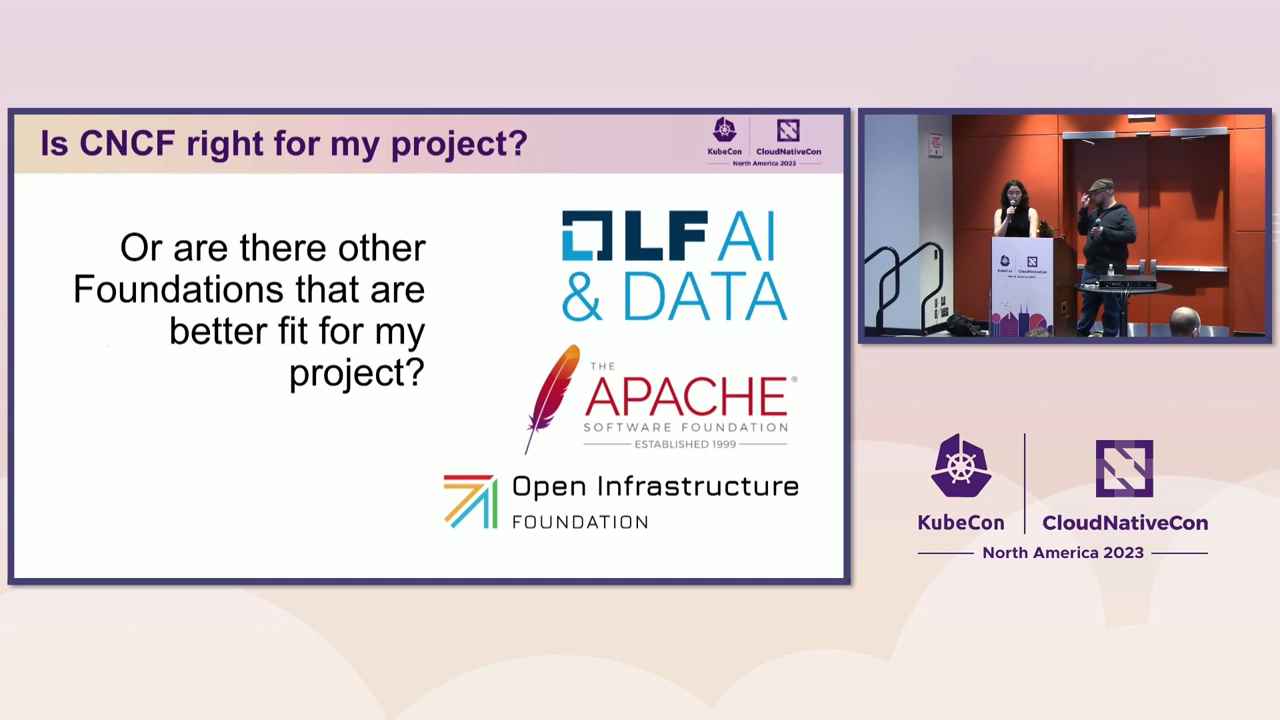 Is CNCF right for my project?
KubeCon
CloudNativeCon
North America 2023
Or are there other
Foundations that are
better fit for my
project?
LF AI
& DATA
THE
APACHE®
SOFTWARE FOUNDATION
ESTABLISHED 1999
Open Infrastructure
FOUNDATION
KubeCon
CloudNativeCon
North America 2023